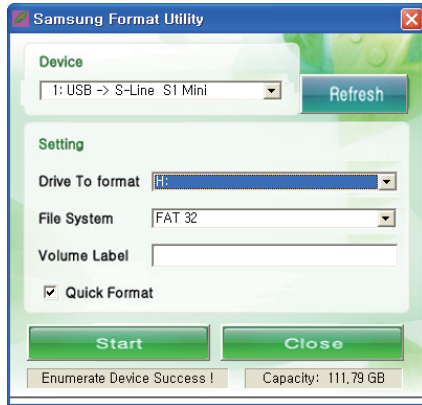 Samsung Format Utility
Device
1: USB -> S-Line S1 Mini
Refresh
Setting
Drive To format H:
File System FAT 32
Volume Label
Quick Format
Start Close
Enumerate Device Success ! Capacity: 111,79 GB